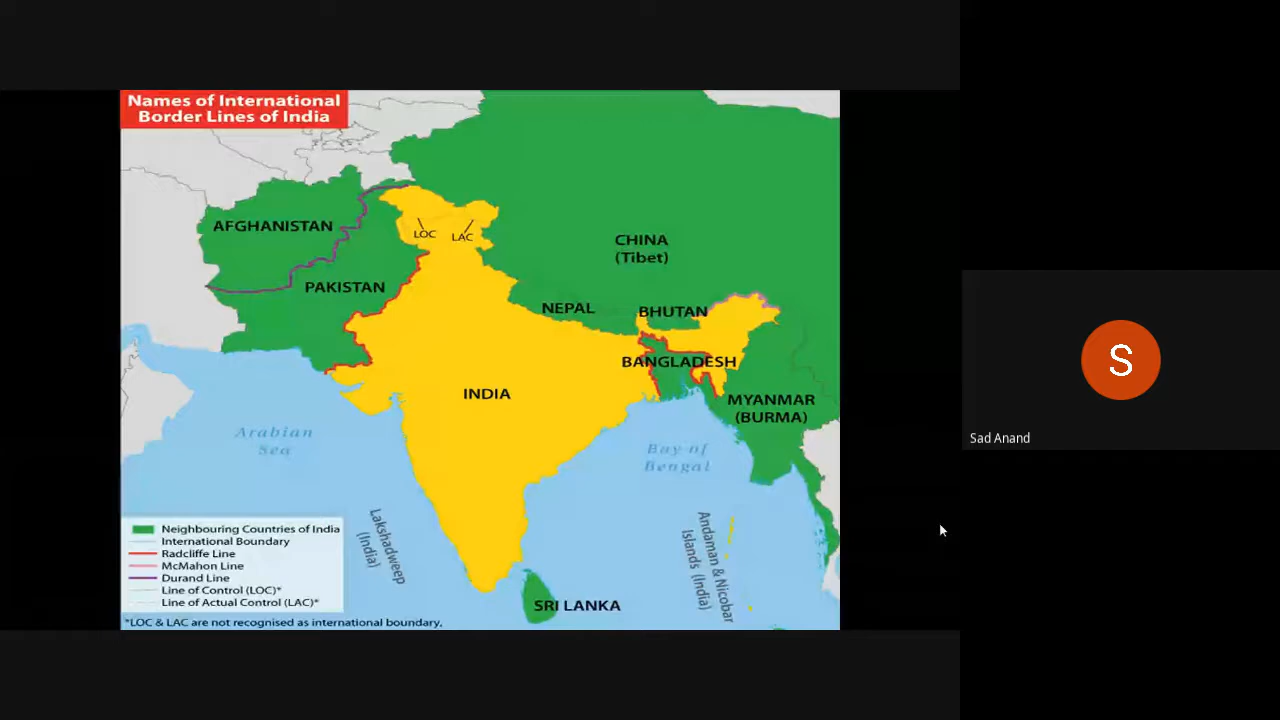 Names of International
Border Lines of India
AFGHANISTAN
LOC
LAC
CHINA
(Tibet)
PAKISTAN
NEPAL
BHUTAN
BANGLADESH
INDIA
MYANMAR
(BURMA)
Arabian
Sea
Bay of
Bengal
Sad Anand
S
Lakshadweep
(India)
Andaman & Nicobar
Islands (India)
SRI LANKA
Neighbouring Countries of India
International Boundary
Radcliffe Line
McMahon Line
Durand Line
Line of Control (LOC)*
Line of Actual Control (LAC)*
*LOC & LAC are not recognised as international boundary,